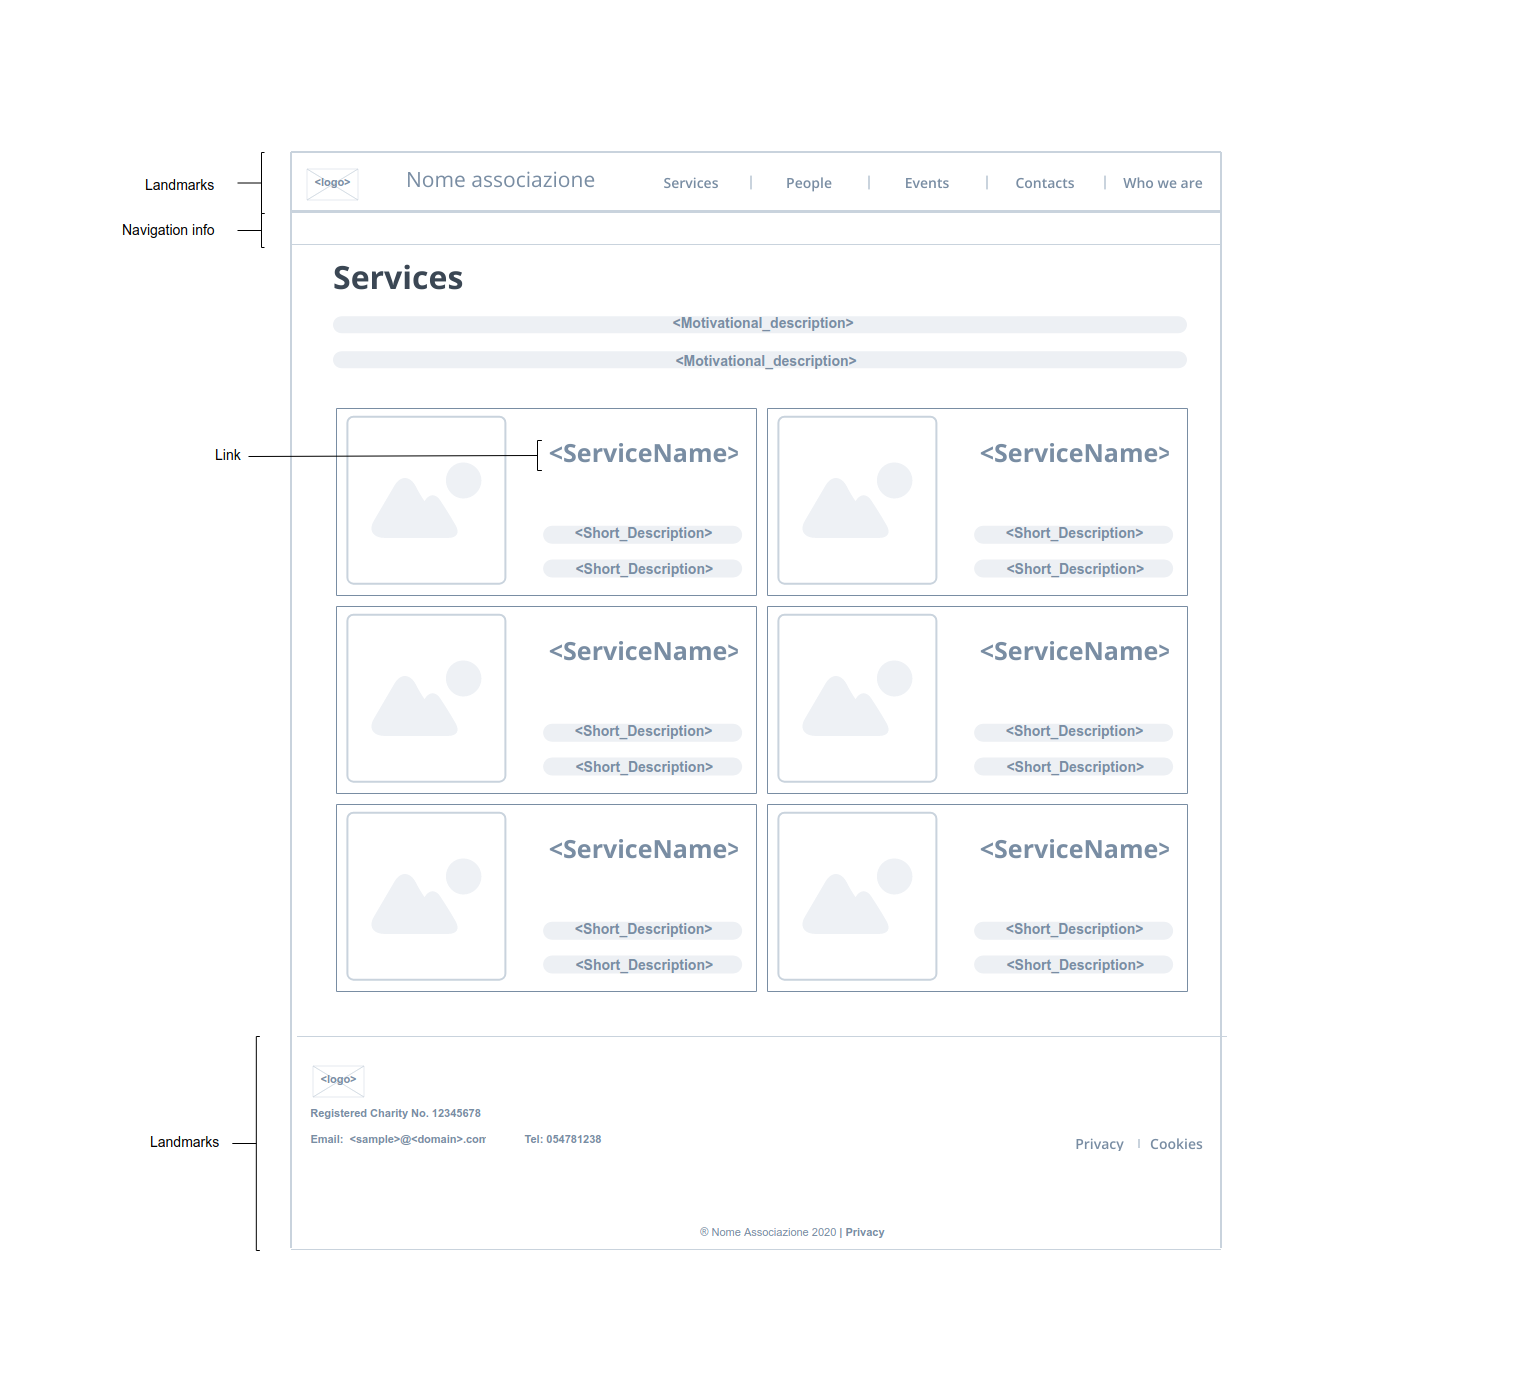 Landmarks
<logo>
Nome associazione
Services
People
Events
Contacts
Who we are
Navigation info
Services
<Motivational_description>
<Motivational_description>
Link
<ServiceName>
<Short_Description>
<Short_Description>
<ServiceName>
<Short_Description>
<Short_Description>
<ServiceName>
<Short_Description>
<Short_Description>
<ServiceName>
<Short_Description>
<Short_Description>
<ServiceName>
<Short_Description>
<Short_Description>
<ServiceName>
<Short_Description>
<Short_Description>
Landmarks
<logo>
Registered Charity No. 12345678
Email: <sample>@<domain>.com
Tel: 054781238
Privacy
Cookies
® Nome Associazione 2020 | Privacy